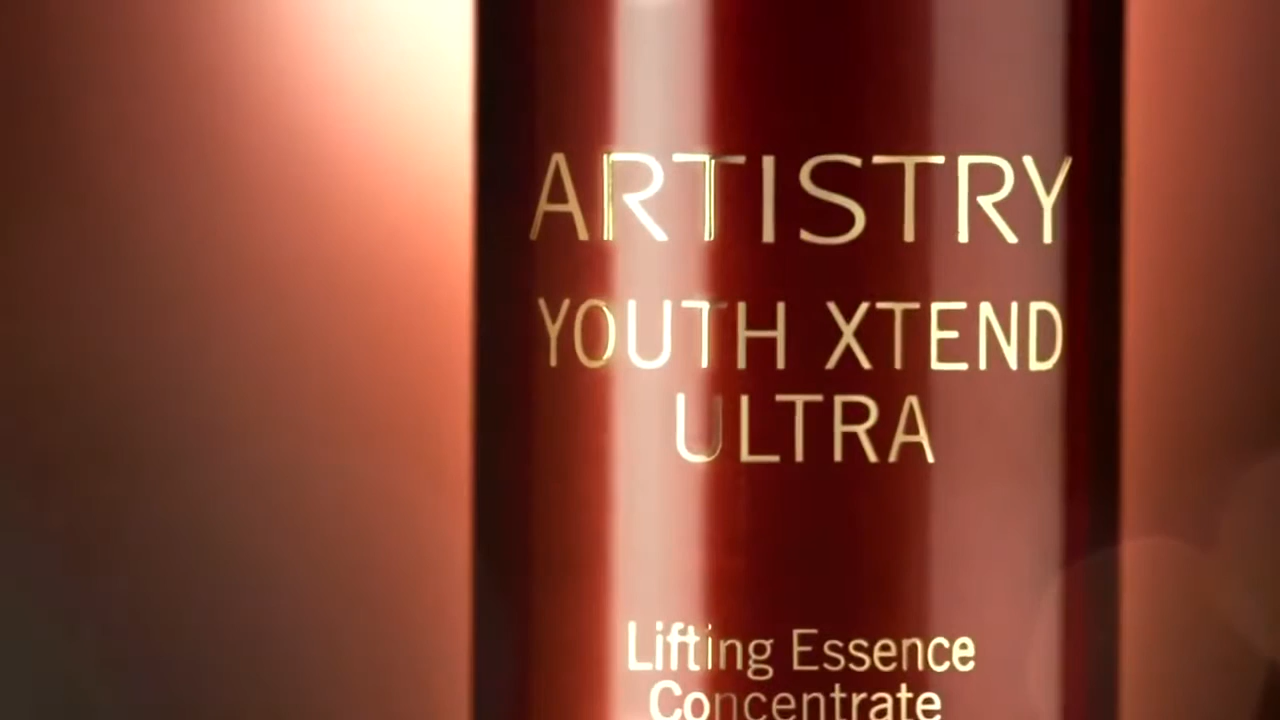 ARTISTRY
YOUTH XTEND
ULTRA
Lifting Essence
Concentrate